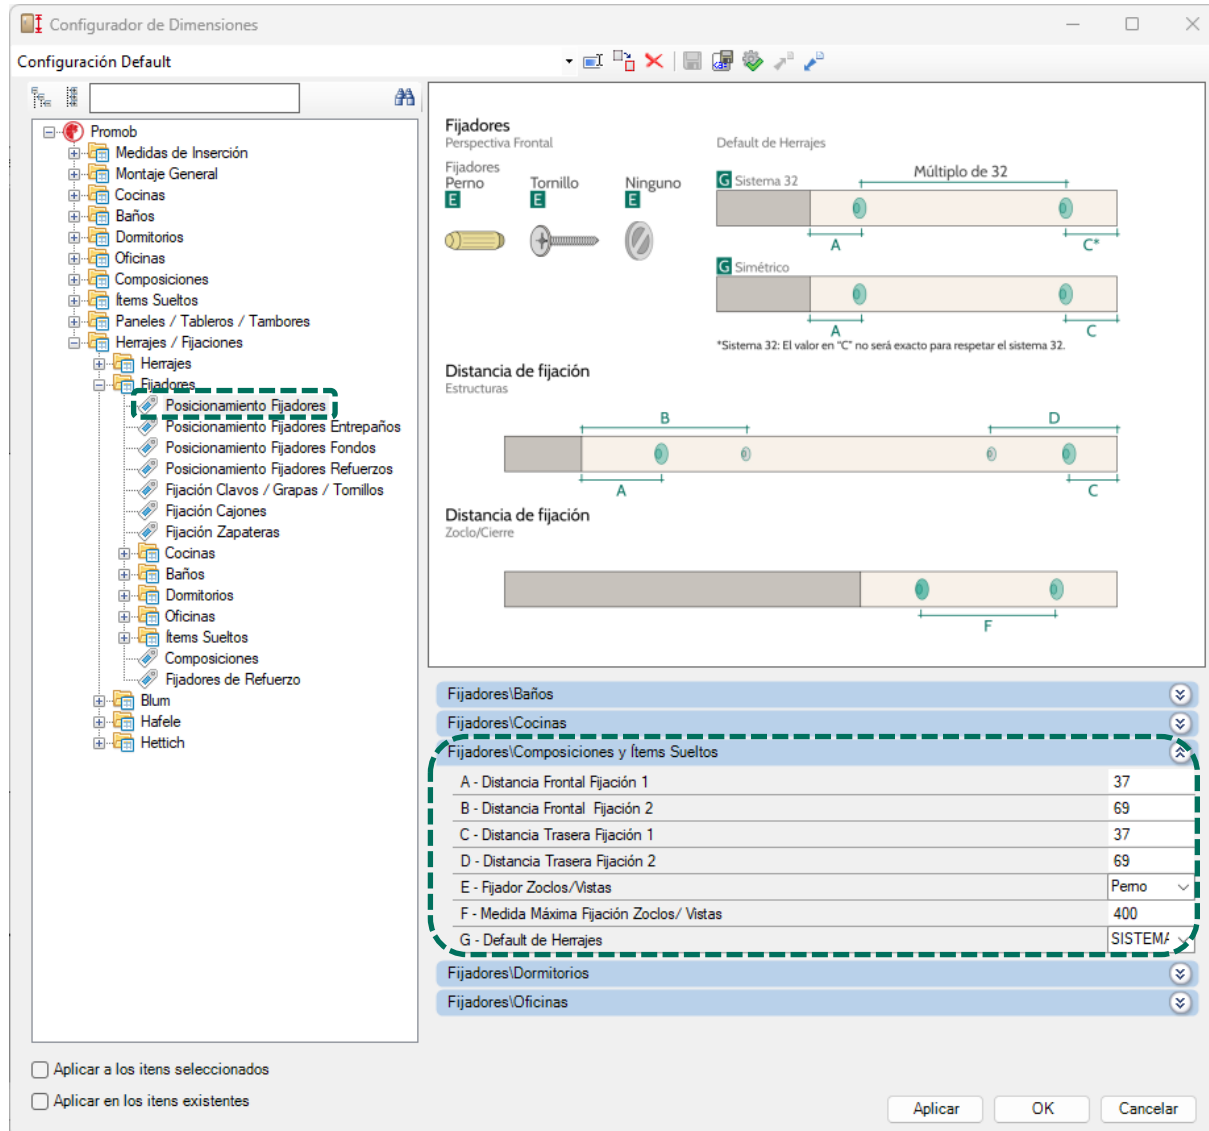 Configurador de Dimensiones
Configuración Default
Promob
Medidas de Inserción
Montaje General
Cocinas
Baños
Dormitorios
Oficinas
Composiciones
Ítems Sueltos
Paneles / Tableros / Tambores
Herrajes / Fijaciones
Herrajes
Fijadores
Posicionamiento Fijadores
Posicionamiento Fijadores Entrepaños
Posicionamiento Fijadores Fondos
Posicionamiento Fijadores Refuerzos
Fijación Clavos / Grapas / Tornillos
Fijación Cajones
Fijación Zapateras
Cocinas
Baños
Dormitorios
Oficinas
Ítems Sueltos
Composiciones
Fijadores de Refuerzo
Blum
Hafele
Hettich
Fijadores
Perspectiva Frontal
Fijadores
Perno Tornillo Ninguno
E E E
Default de Herrajes
G Sistema 32
Múltiplo de 32
A C*
G Simétrico
A C
*Sistema 32: El valor en "C" no será exacto para respetar el sistema 32.
Distancia de fijación
Estructuras
B D
A C
Distancia de fijación
Zoclo/Cierre
F
Fijadores\Baños
Fijadores\Cocinas
Fijadores\Composiciones y Ítems Sueltos
A - Distancia Frontal Fijación 1 37
B - Distancia Frontal Fijación 2 69
C - Distancia Trasera Fijación 1 37
D - Distancia Trasera Fijación 2 69
E - Fijador Zoclos/Vistas Perno
F - Medida Máxima Fijación Zoclos/ Vistas 400
G - Default de Herrajes SISTEMA
Fijadores\Dormitorios
Fijadores\Oficinas
Aplicar a los itens seleccionados
Aplicar en los itens existentes
Aplicar OK Cancelar